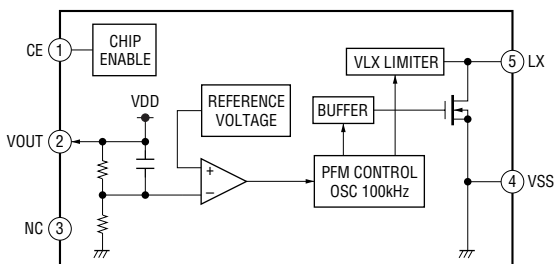 CE 1
CHIP
ENABLE
VLX LIMITER
5 LX
VDD
REFERENCE
VOLTAGE
BUFFER
VOUT 2
+
−
PFM CONTROL
OSC 100kHz
4 VSS
NC 3